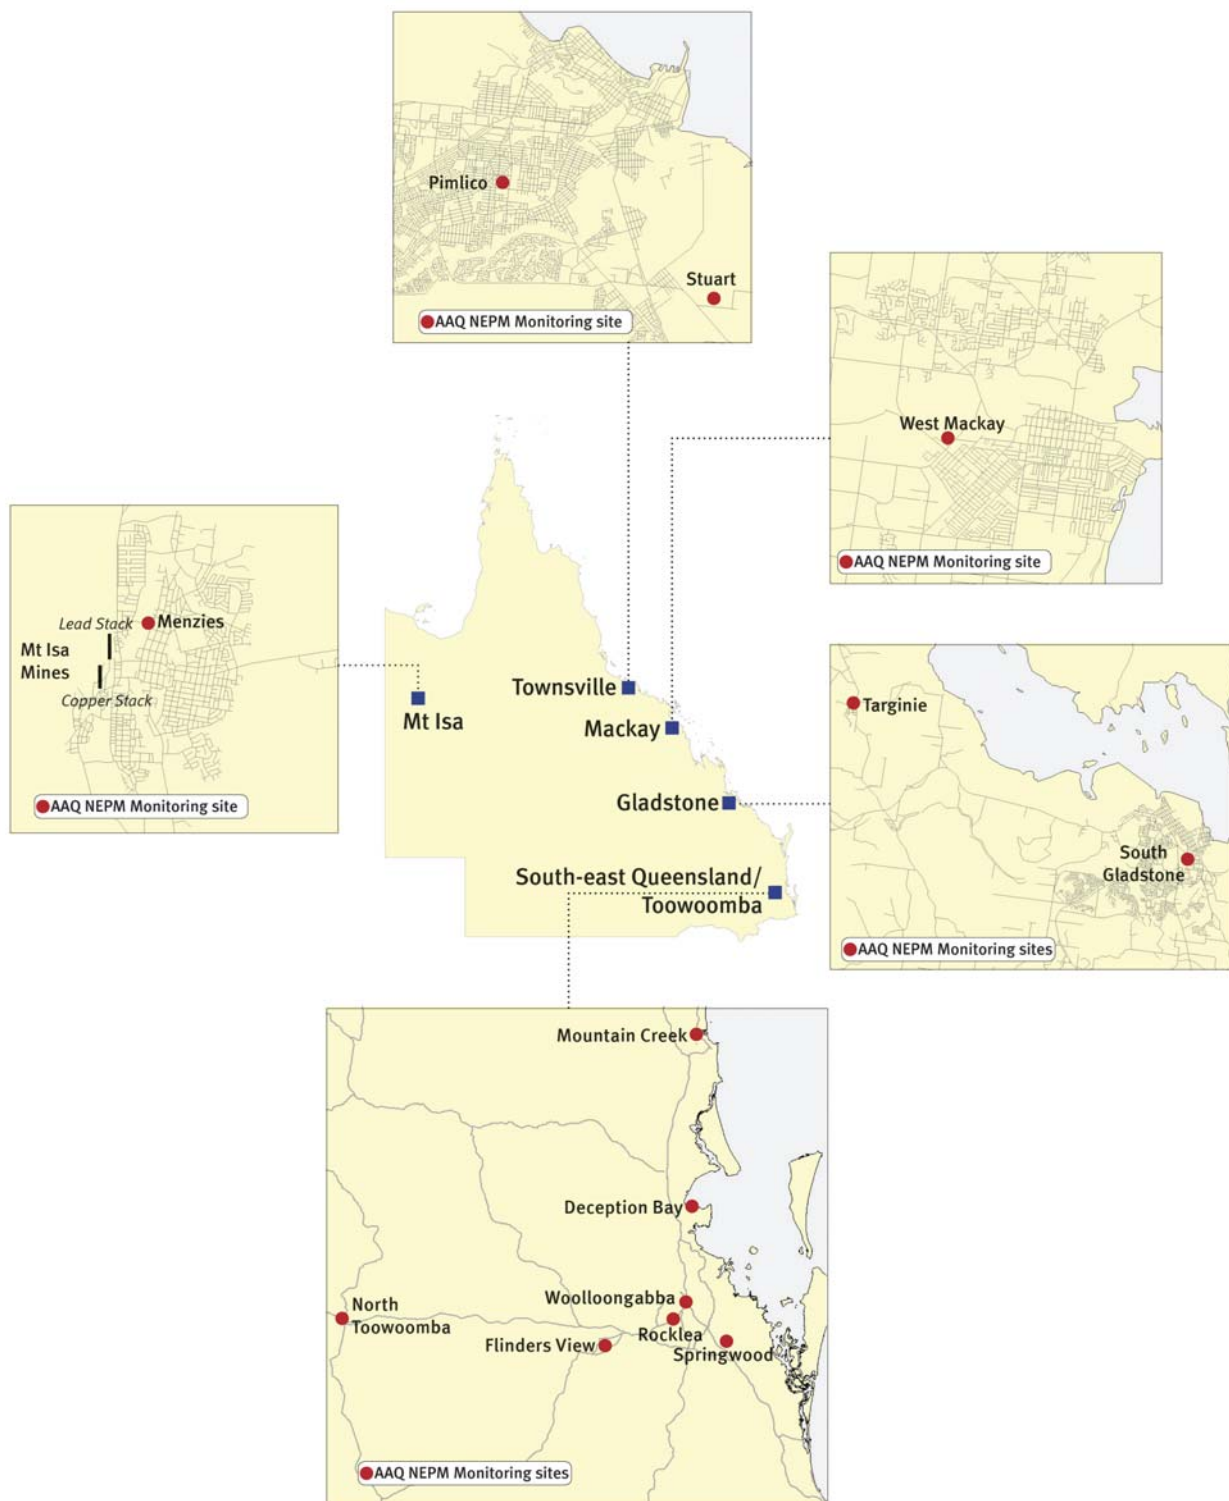 Pimlico
Stuart
AAQ NEPM Monitoring site
West Mackay
AAQ NEPM Monitoring site
Lead Stack
Menzies
Mt Isa
Mines
Copper Stack
AAQ NEPM Monitoring site
Townsville
Mt Isa
Mackay
Gladstone
South-east Queensland/
Toowoomba
Targinie
South
Gladstone
AAQ NEPM Monitoring sites
Mountain Creek
Deception Bay
Woolloongabba
North
Toowoomba
Rocklea
Flinders View
Springwood
AAQ NEPM Monitoring sites